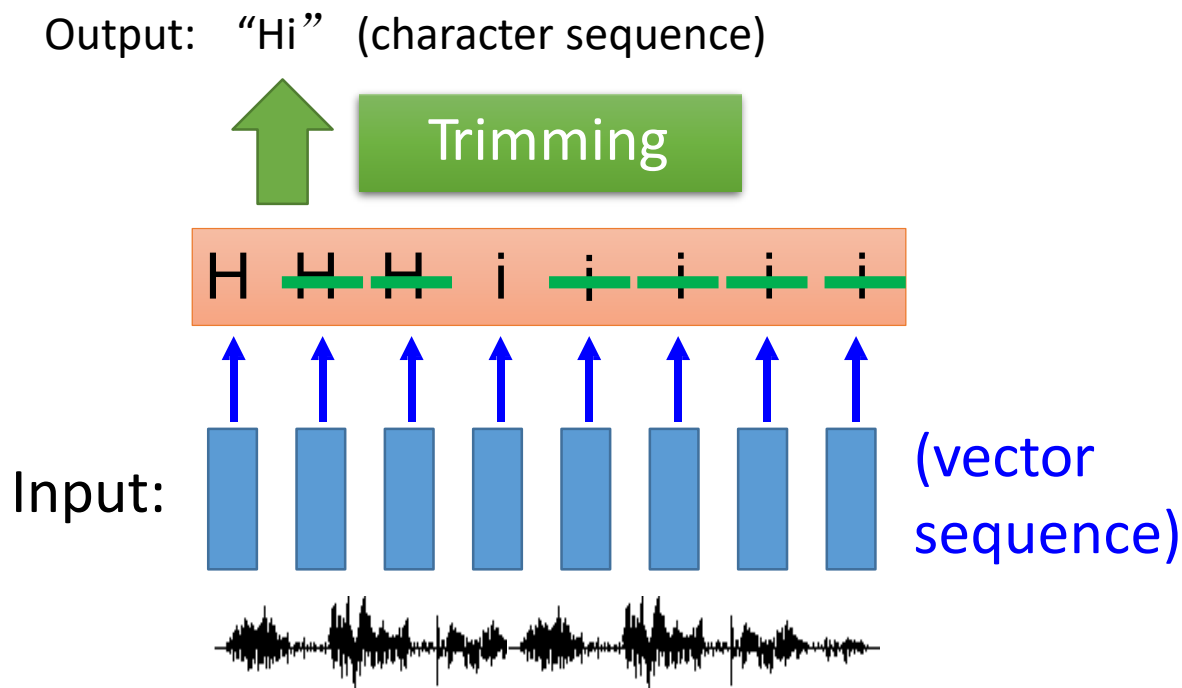 Output: “Hi” (character sequence)
Trimming
H H H i i i i i
Input:
(vector
sequence)